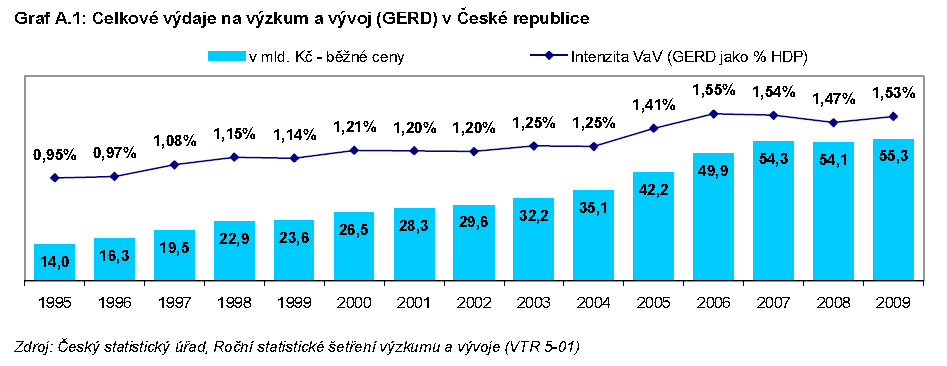 Graf A.1: Celkové výdaje na výzkum a vývoj (GERD) v České republice
v mld. Kč - běžné ceny Intenzita VaV (GERD jako % HDP)
0,95% 0,97% 1,08% 1,15% 1,14% 1,21% 1,20% 1,20% 1,25% 1,25% 1,41% 1,55% 1,54% 1,47% 1,53%
14,0 16,3 19,5 22,9 23,6 26,5 28,3 29,6 32,2 35,1 42,2 49,9 54,3 54,1 55,3
1995 1996 1997 1998 1999 2000 2001 2002 2003 2004 2005 2006 2007 2008 2009
Zdroj: Český statistický úřad, Roční statistické šetření výzkumu a vývoje (VTR 5-01)